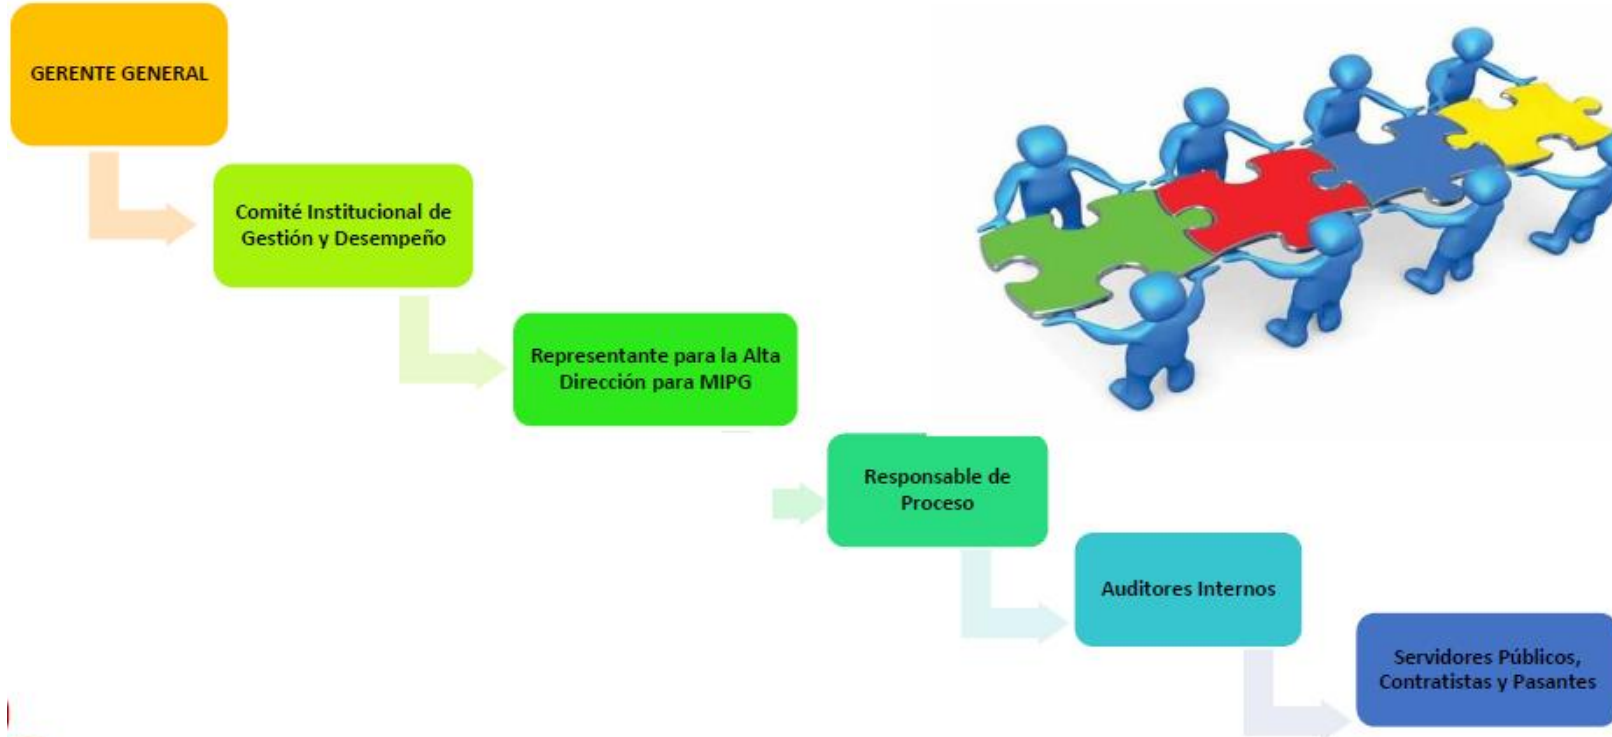 GERENTE GENERAL
Comité Institucional de
Gestión y Desempeño
Representante para la Alta
Dirección para MIPG
Responsable de
Proceso
Auditores Internos
Servidores Públicos,
Contratistas y Pasantes